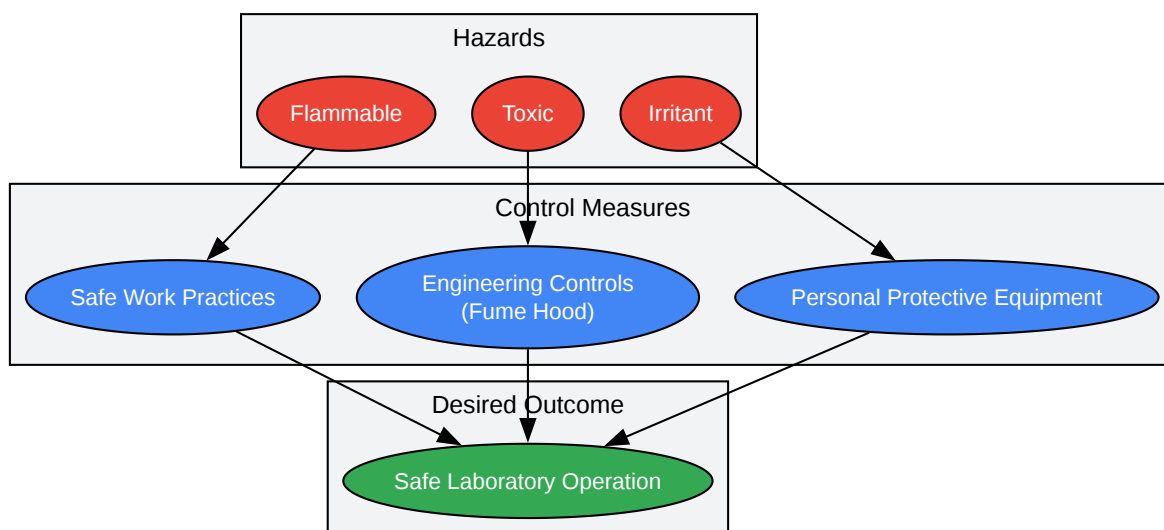 Hazards
Flammable
Toxic
Irritant
Control Measures
Safe Work Practices
Engineering Controls
(Fume Hood)
Personal Protective Equipment
Desired Outcome
Safe Laboratory Operation